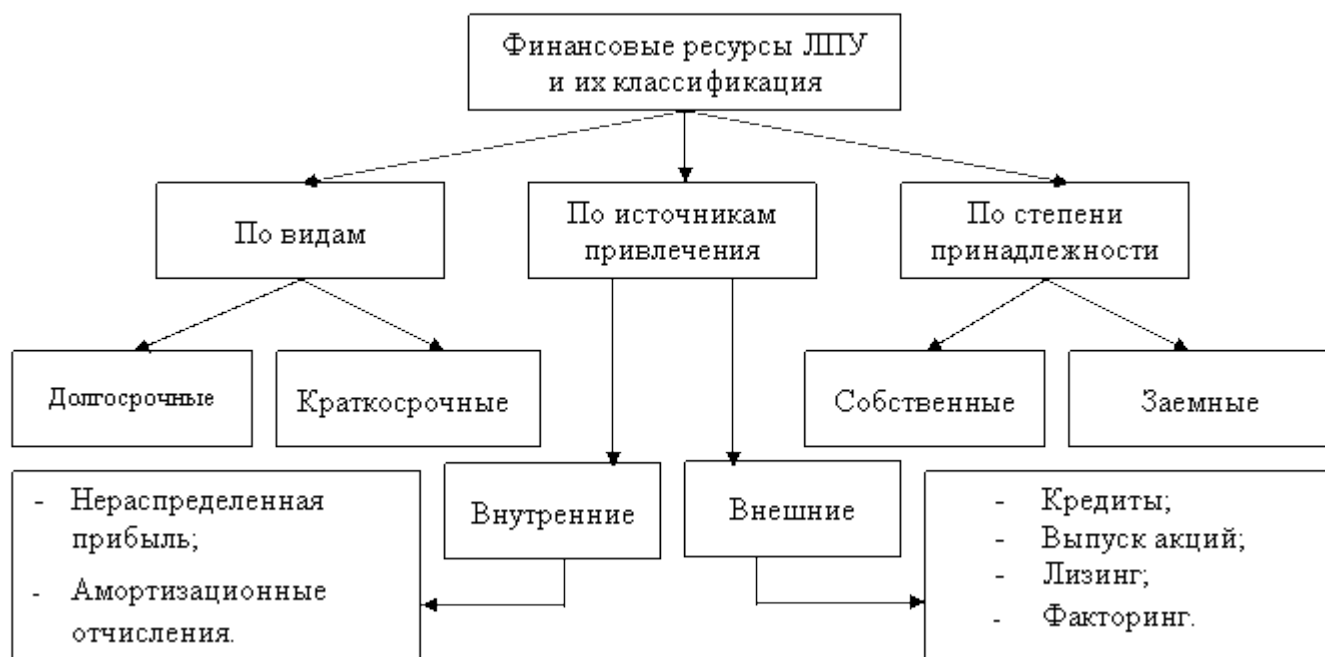 Финансовые ресурсы ЛПУ
и их классификация
По видам
По источникам
привлечения
По степени
принадлежности
Долгосрочные
Краткосрочные
Собственные
Заемные
Внутренние
Внешние
- Нераспределенная
прибыль;
- Амортизационные
отчисления.
- Кредиты;
- Выпуск акций;
- Лизинг;
- Факторинг.